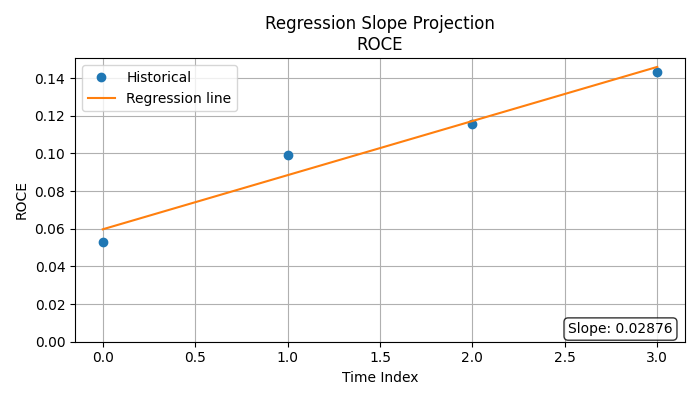 Regression Slope Projection
ROCE
Historical
Regression line
0.14
0.12
0.10
0.08
0.06
0.04
0.02
0.00
ROCE
Slope: 0.02876
0.0 0.5 1.0 1.5 2.0 2.5 3.0
Time Index